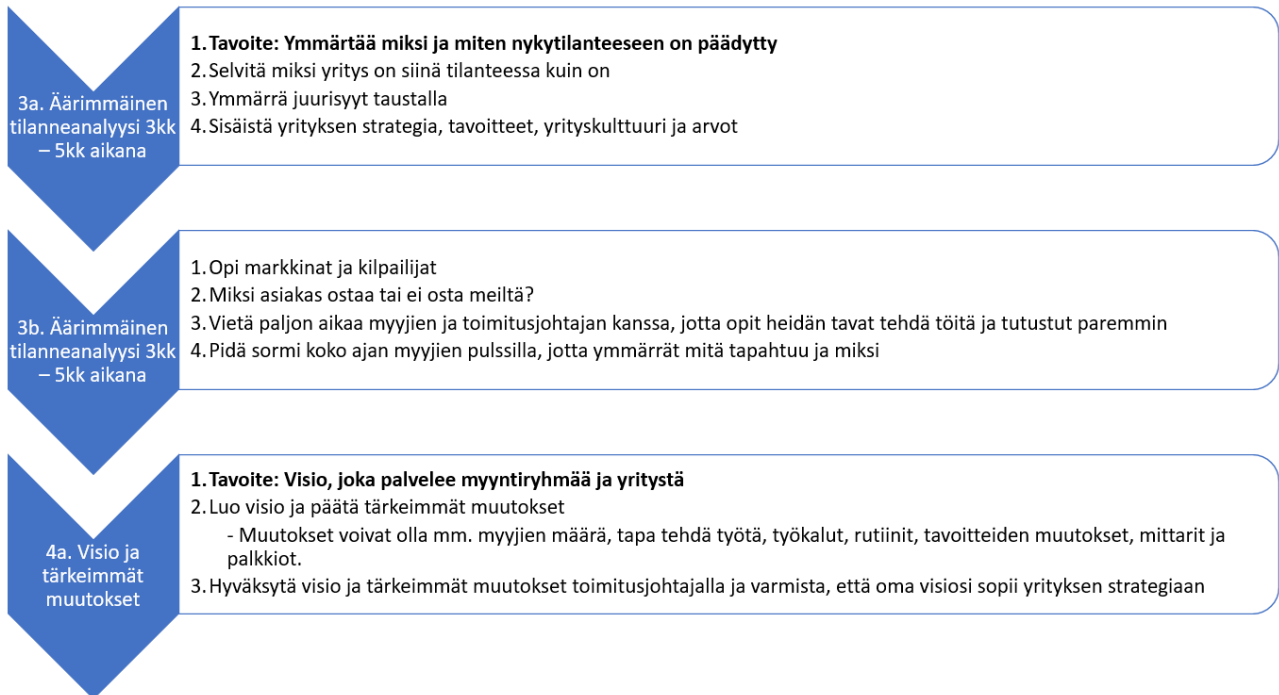 3a. Äärimmäinen
tilanneanalyysi 3kk
– 5kk aikana
1. Tavoite: Ymmärtää miksi ja miten nykytilanteeseen on päädytty
2. Selvitä miksi yritys on siinä tilanteessa kuin on
3. Ymmärrä juurisyyt taustalla
4. Sisäistä yrityksen strategia, tavoitteet, yrityskulttuuri ja arvot
3b. Äärimmäinen
tilanneanalyysi 3kk
– 5kk aikana
1. Opi markkinat ja kilpailijat
2. Miksi asiakas ostaa tai ei osta meiltä?
3. Vietä paljon aikaa myyjien ja toimitusjohtajan kanssa, jotta opit heidän tavat tehdä töitä ja tutustut paremmin
4. Pidä sormi koko ajan myyjien pulssilla, jotta ymmärrät mitä tapahtuu ja miksi
4a. Visio ja
tärkeimmät
muutokset
1. Tavoite: Visio, joka palvelee myyntiryhmää ja yritystä
2. Luo visio ja päätä tärkeimmät muutokset
- Muutokset voivat olla mm. myyjien määrä, tapa tehdä työtä, työkalut, rutiinit, tavoitteiden muutokset, mittarit ja
palkkiot.
3. Hyväksytä visio ja tärkeimmät muutokset toimitusjohtajalla ja varmista, että oma visiosi sopii yrityksen strategiaan